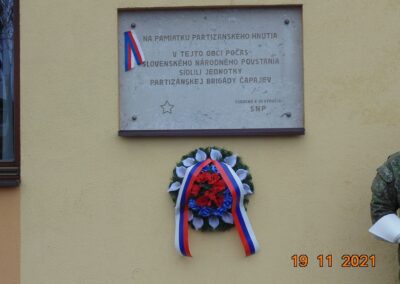 NA PAMIATKU PARTIZÁNSKEHO HNUTIA
V TEJTO OBCI POČAS
SLOVENSKÉHO NÁRODNÉHO POVSTANIA
SÍDLILI JEDNOTKY
PARTIZÁNSKEJ BRIGÁDY ČAPAJEV
SNP
19 11 2021